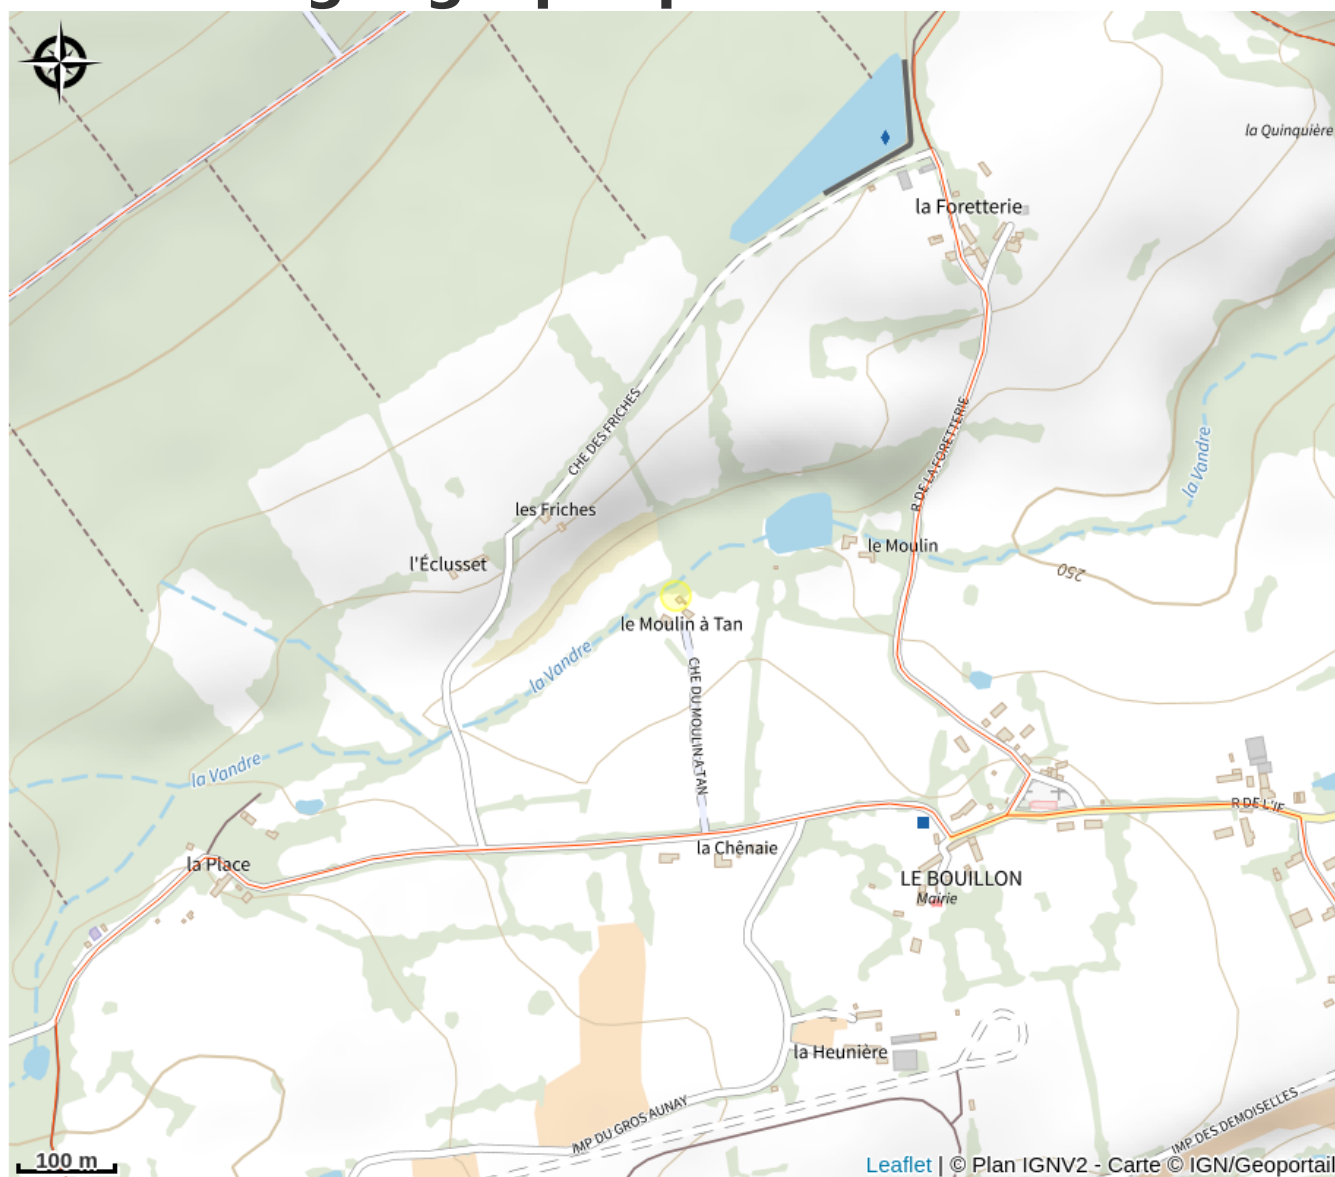 la Quinquière
la Foretterie
CHE DES FRICHES
R DE LA FORETTERIE
la Vandre
les Friches
le Moulin
l'Éclusset
250
le Moulin à Tan
la Vandre
CHE DU MOULIN A TAN
la Vandre
R DE L'IF
la Chênaie
la Place
LE BOUILLON
Mairie
la Heunière
IMP DU GROS AUNAY
IMP DES DEMOISELLES
100 m
Leaflet | © Plan IGNV2 - Carte © IGN/Geoportail